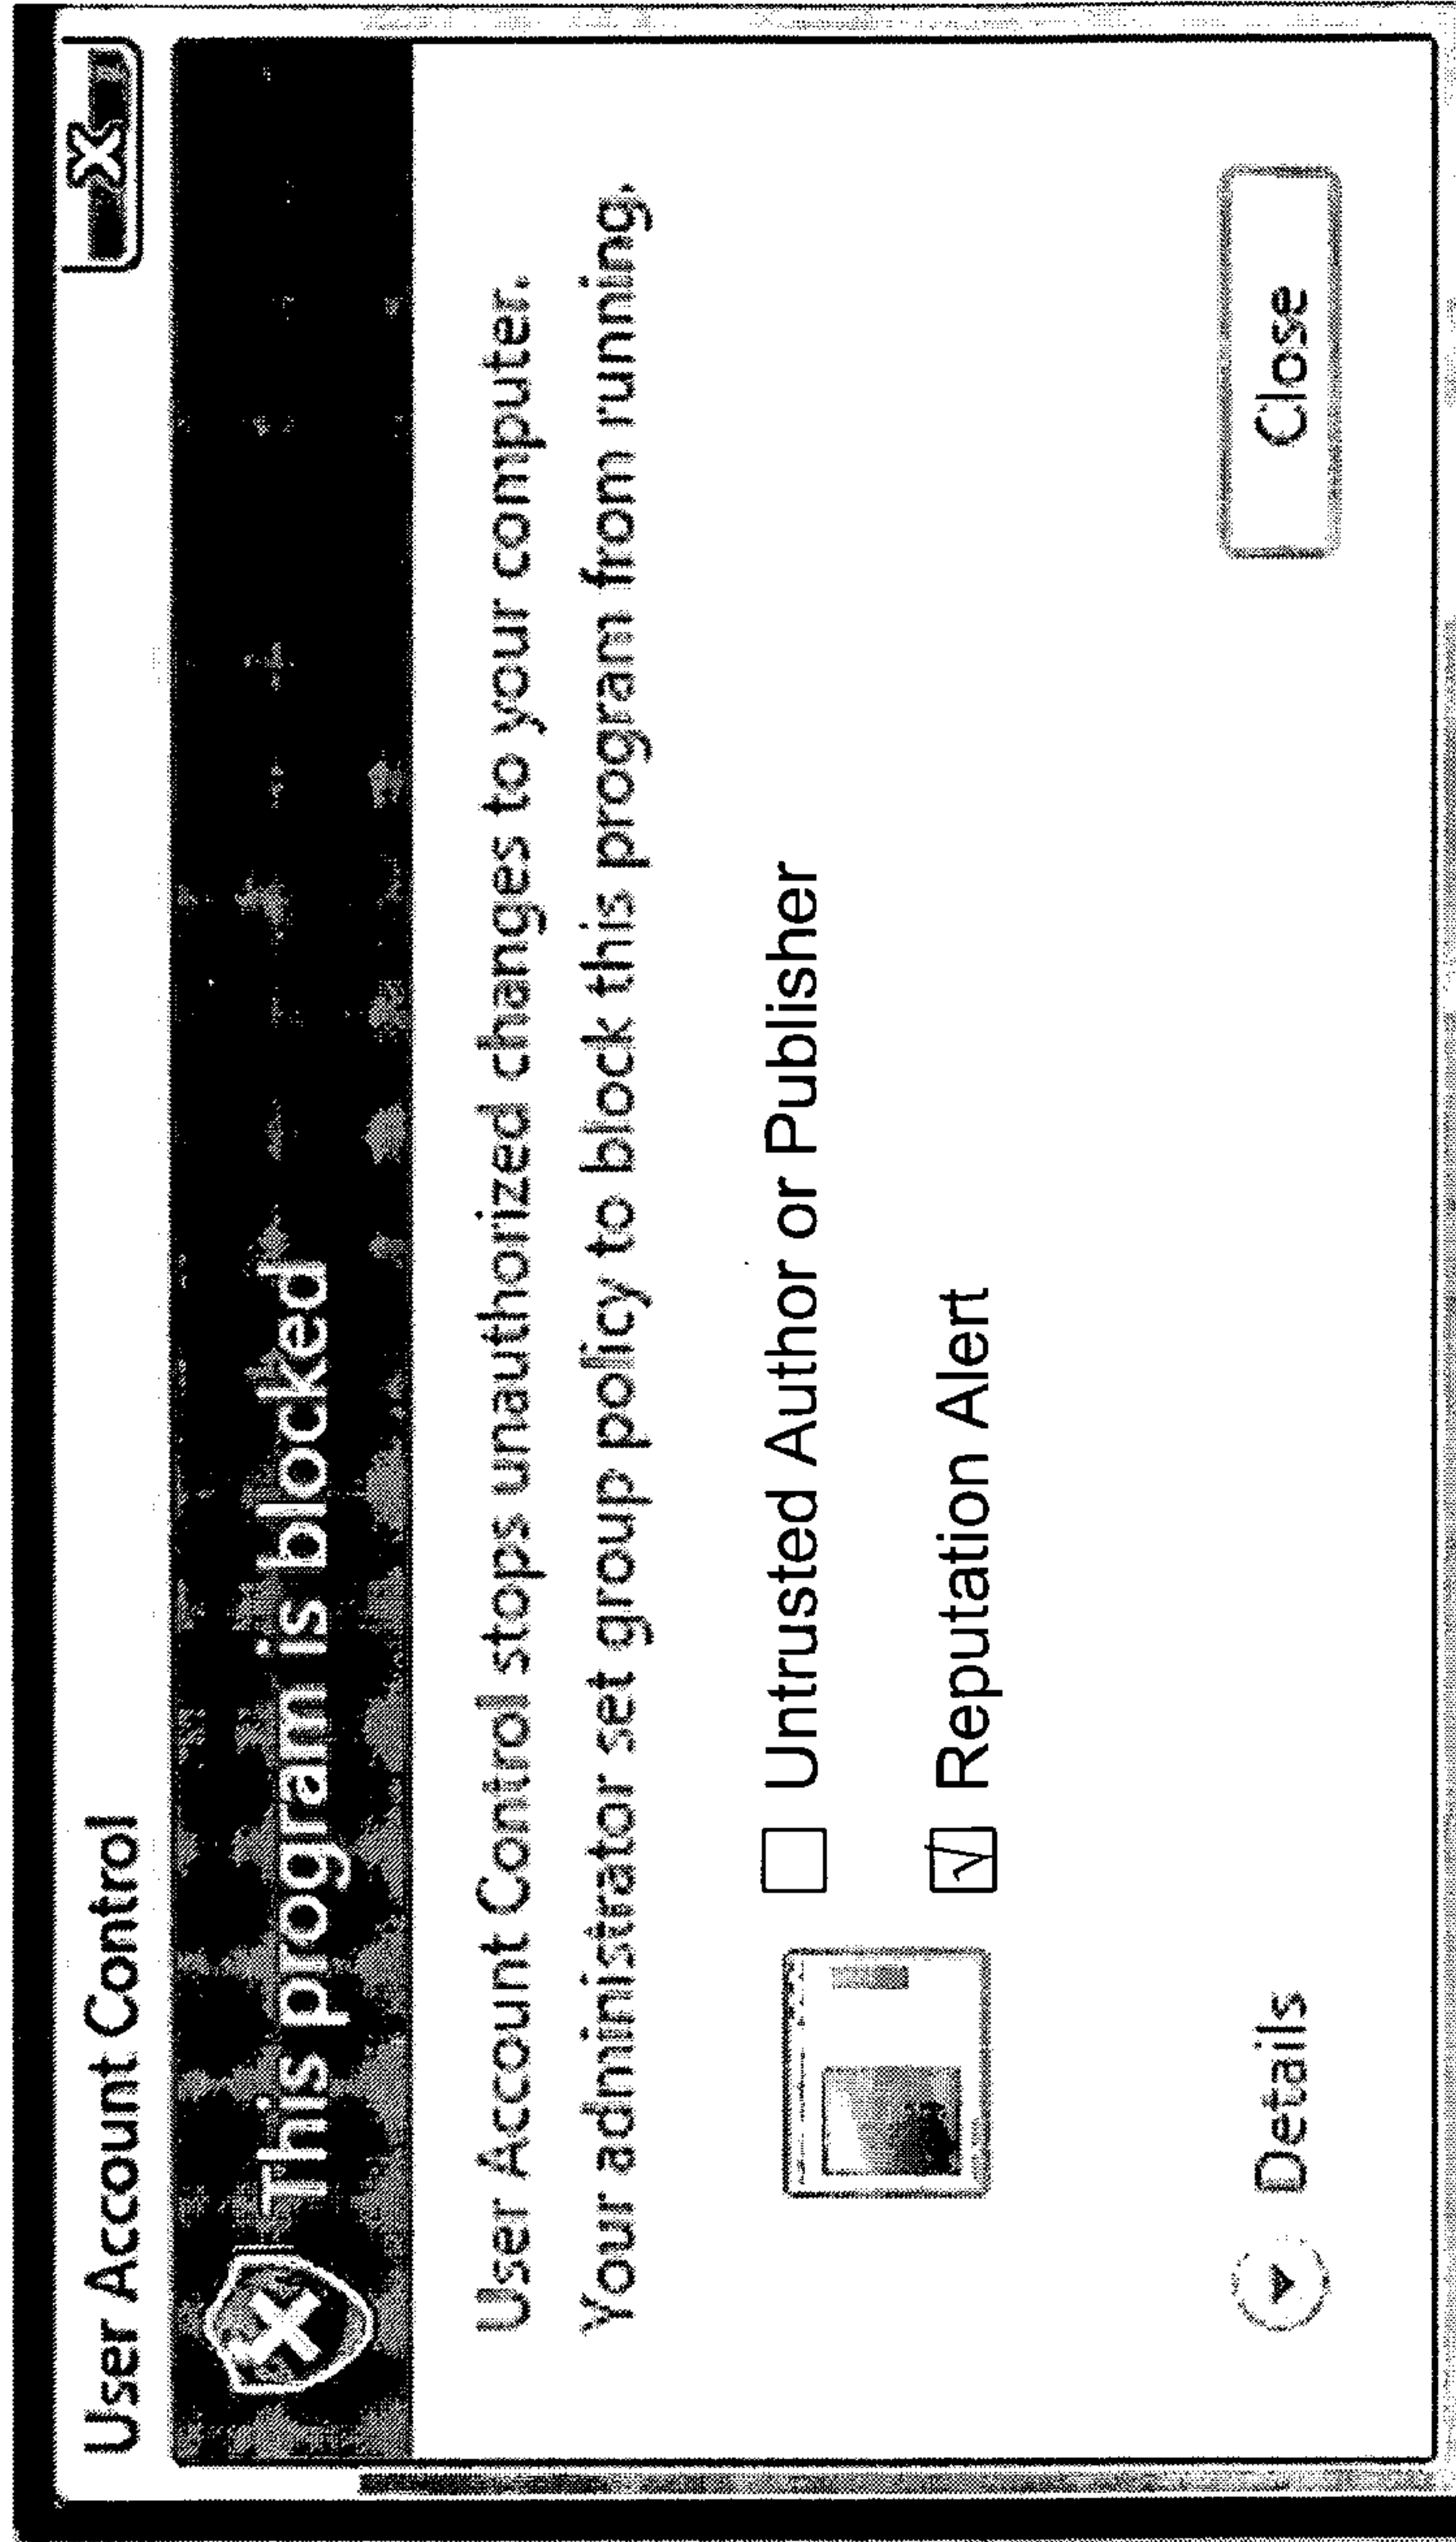 User Account Control
X
This program is blocked
User Account Control stops unauthorized changes to your computer.
Your administrator set group policy to block this program from running.
Untrusted Author or Publisher
Reputation Alert
Details
Close